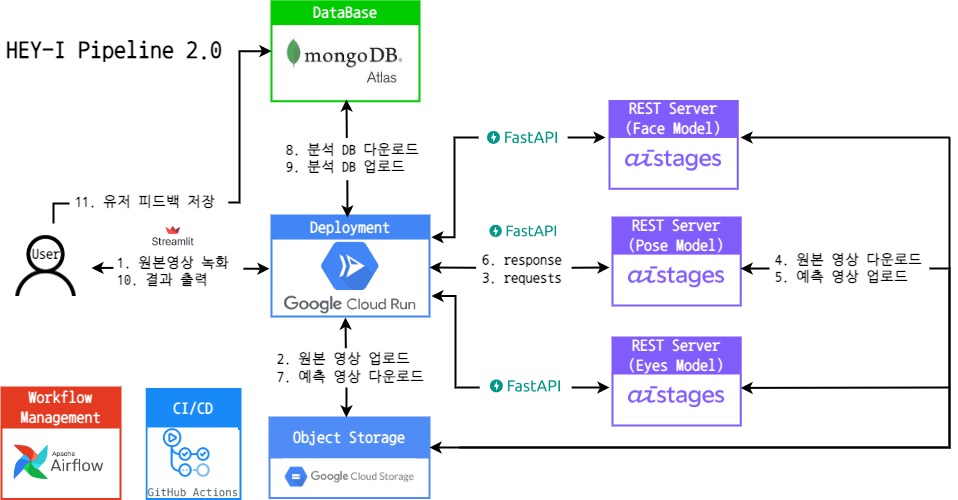 HEY-I Pipeline 2.0
DataBase
mongoDB.
Atlas
8. 분석 DB 다운로드
9. 분석 DB 업로드
11. 유저 피드백 저장
User
Streamlit
1. 원본영상 녹화
10. 결과 출력
Deployment
Google Cloud Run
2. 원본 영상 업로드
7. 예측 영상 다운로드
Object Storage
Google Cloud Storage
FastAPI
FastAPI
6. response
3. requests
FastAPI
REST Server
(Face Model)
aistages
REST Server
(Pose Model)
aistages
REST Server
(Eyes Model)
aistages
4. 원본 영상 다운로드
5. 예측 영상 업로드
Workflow
Management
Apache
Airflow
CI/CD
GitHub Actions